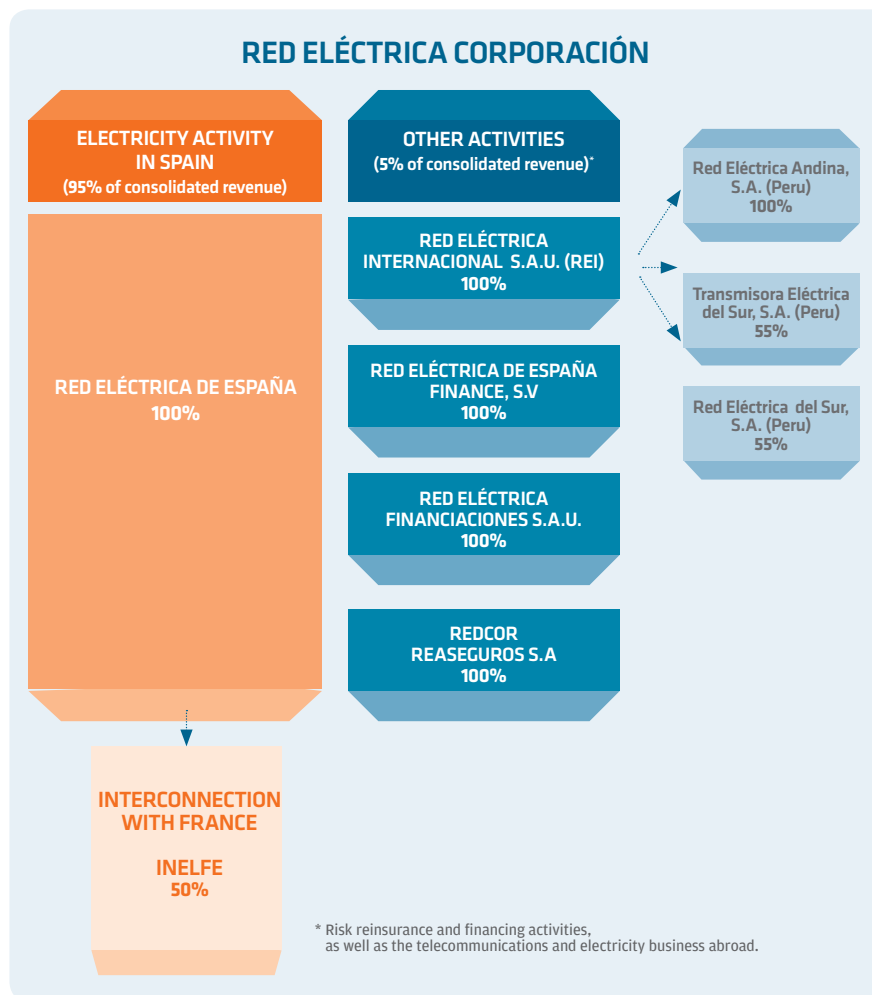 RED ELÉCTRICA CORPORACIÓN
ELECTRICITY ACTIVITY
IN SPAIN
(95% of consolidated revenue)
RED ELÉCTRICA DE ESPAÑA
100%
INTERCONNECTION
WITH FRANCE
INELFE
50%
OTHER ACTIVITIES
(5% of consolidated revenue)*
RED ELÉCTRICA
INTERNACIONAL S.A.U. (REI)
100%
RED ELÉCTRICA DE ESPAÑA
FINANCE, S.V
100%
RED ELÉCTRICA
FINANCIACIONES S.A.U.
100%
REDCOR
REASEGUROS S.A
100%
Red Eléctrica Andina,
S.A. (Peru)
100%
Transmisora Eléctrica
del Sur, S.A. (Peru)
55%
Red Eléctrica del Sur,
S.A. (Peru)
55%
* Risk reinsurance and financing activities,
as well as the telecommunications and electricity business abroad.